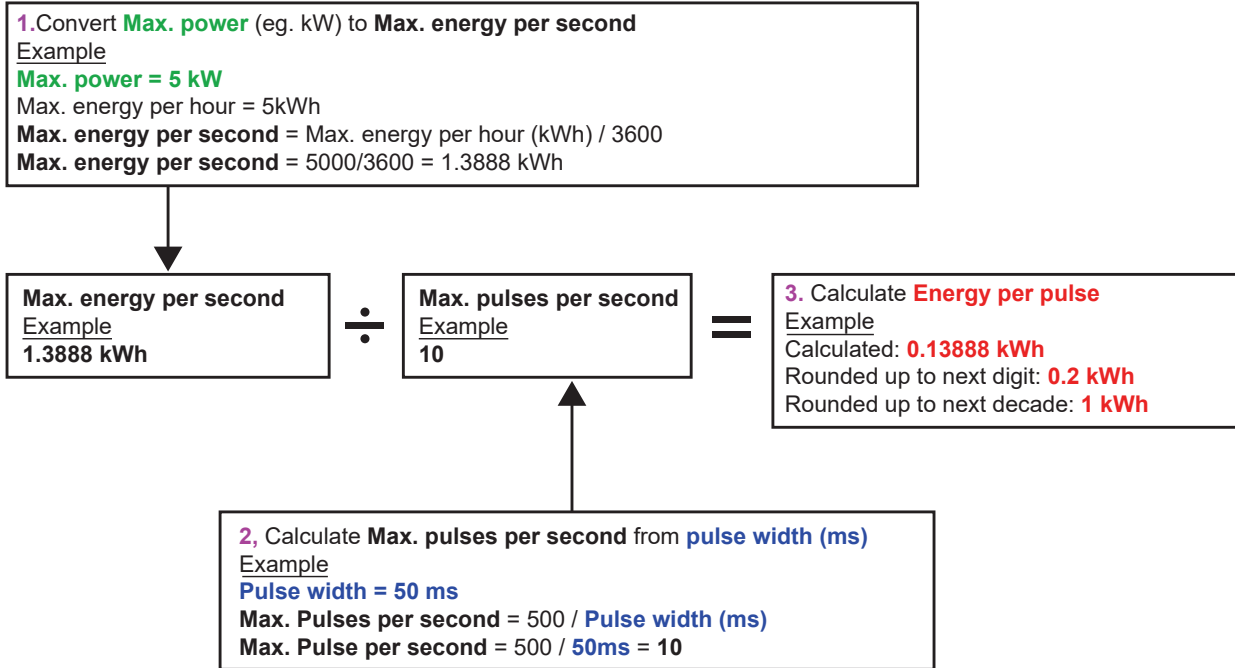 1.Convert Max. power (eg. kW) to Max. energy per second
Example
Max. power = 5 kW
Max. energy per hour = 5kWh
Max. energy per second = Max. energy per hour (kWh) / 3600
Max. energy per second = 5000/3600 = 1.3888 kWh
Max. energy per second
Example
1.3888 kWh
÷
Max. pulses per second
Example
10
=
3. Calculate Energy per pulse
Example
Calculated: 0.13888 kWh
Rounded up to next digit: 0.2 kWh
Rounded up to next decade: 1 kWh
2, Calculate Max. pulses per second from pulse width (ms)
Example
Pulse width = 50 ms
Max. Pulses per second = 500 / Pulse width (ms)
Max. Pulse per second = 500 / 50ms = 10